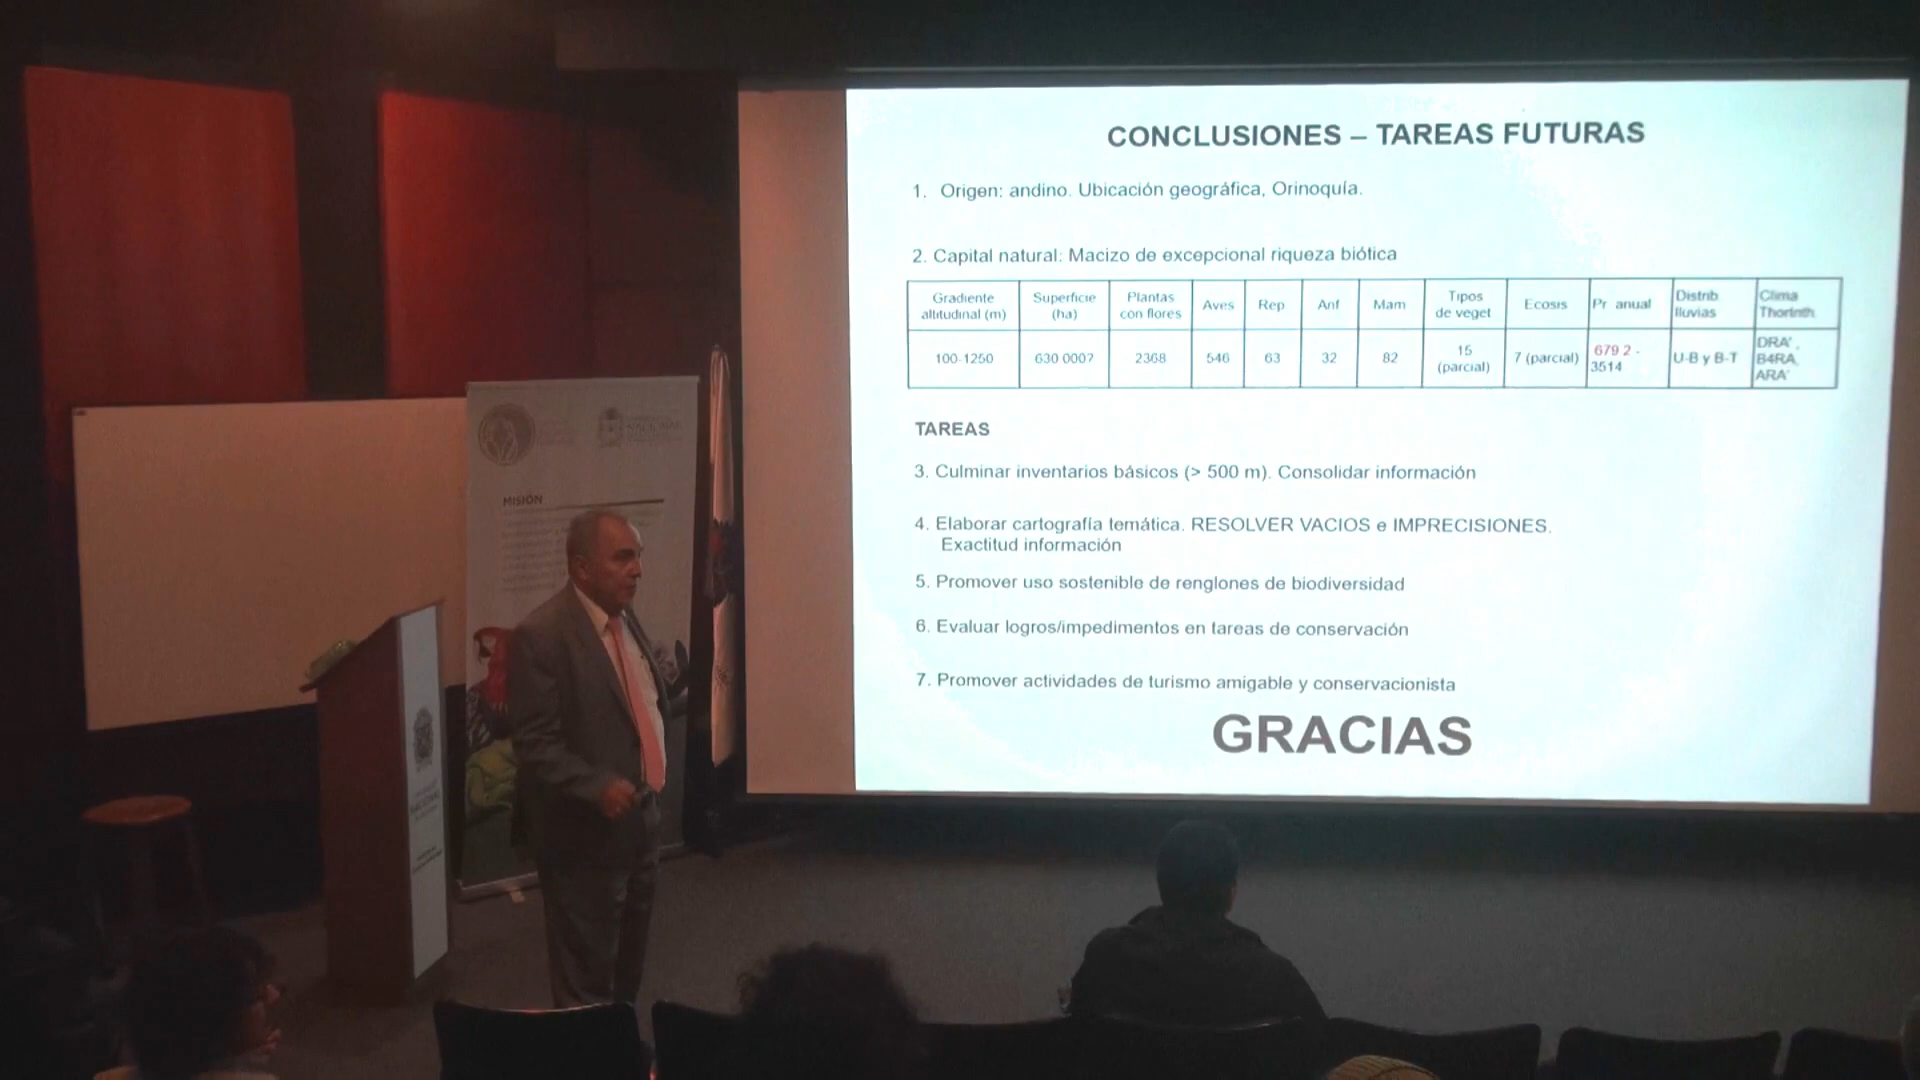 CONCLUSIONES – TAREAS FUTURAS
1. Origen: andino. Ubicación geográfica, Orinoquía.
2. Capital natural: Macizo de excepcional riqueza biótica
Gradiente altitudinal (m) Superficie (ha) Plantas con flores Aves Rep Anf Mam Tipos de veget Ecosis Pr anual Distrib lluvias Clima Thorinth
100-1250 630 000? 2368 546 63 32 82 15 (parcial) 7 (parcial) 679 2 - 3514 U-B y B-T DRA', B4RA, ARA'
TAREAS
3. Culminar inventarios básicos (> 500 m). Consolidar información
4. Elaborar cartografía temática. RESOLVER VACIOS e IMPRECISIONES.
Exactitud información
5. Promover uso sostenible de renglones de biodiversidad
6. Evaluar logros/impedimentos en tareas de conservación
7. Promover actividades de turismo amigable y conservacionista
GRACIAS
NACIONAL
MISIÓN
NACIONAL